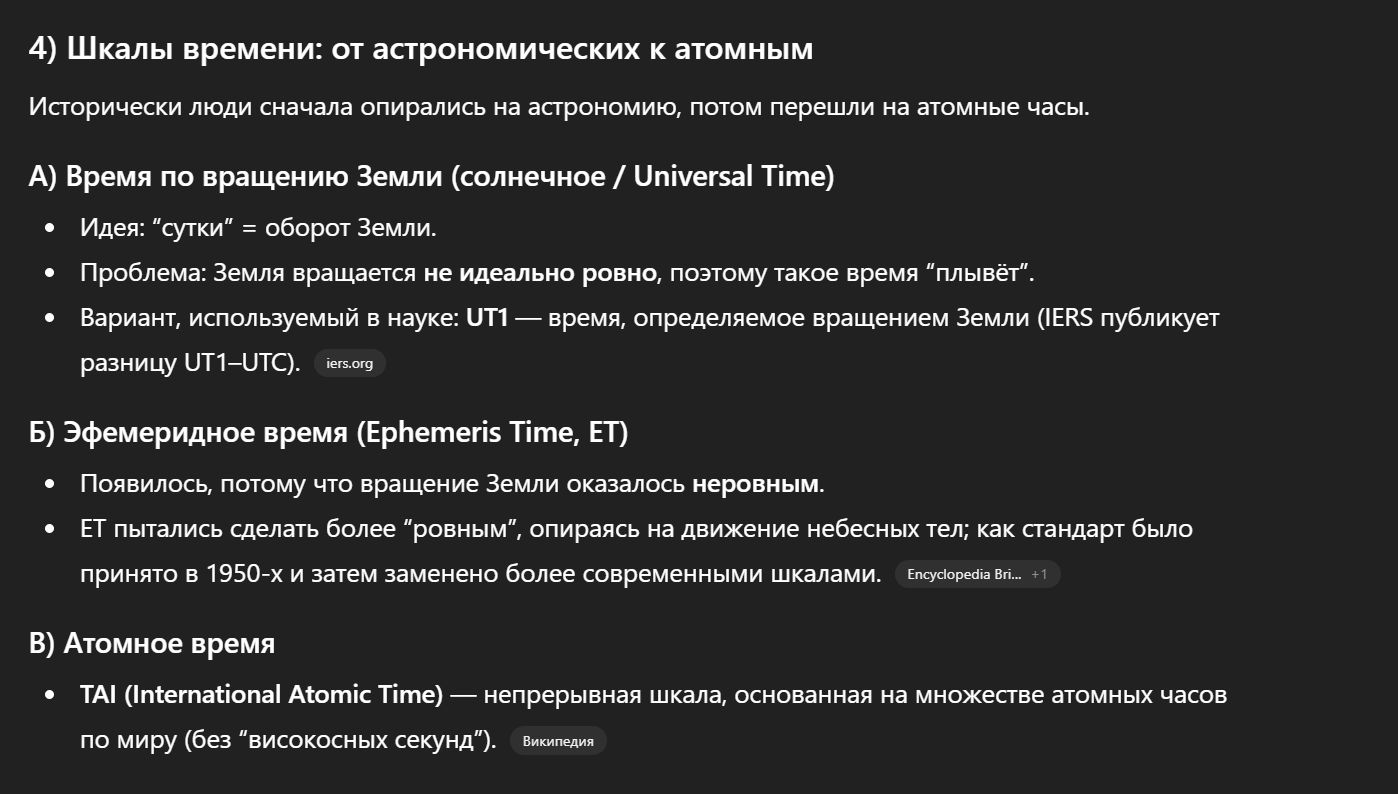 4) Шкалы времени: от астрономических к атомным
Исторически люди сначала опирались на астрономию, потом перешли на атомные часы.
А) Время по вращению Земли (солнечное / Universal Time)
• Идея: “сутки” = оборот Земли.
• Проблема: Земля вращается не идеально ровно, поэтому такое время “плывёт”.
• Вариант, используемый в науке: UT1 — время, определяемое вращением Земли (IERS публикует
разницу UT1–UTC). iers.org
Б) Эфемеридное время (Ephemeris Time, ET)
• Появилось, потому что вращение Земли оказалось неровным.
• ET пытались сделать более “ровным”, опираясь на движение небесных тел; как стандарт было
принято в 1950-х и затем заменено более современными шкалами. Encyclopedia Bri... +1
В) Атомное время
• TAI (International Atomic Time) — непрерывная шкала, основанная на множестве атомных часов
по миру (без “високосных секунд”). Википедия